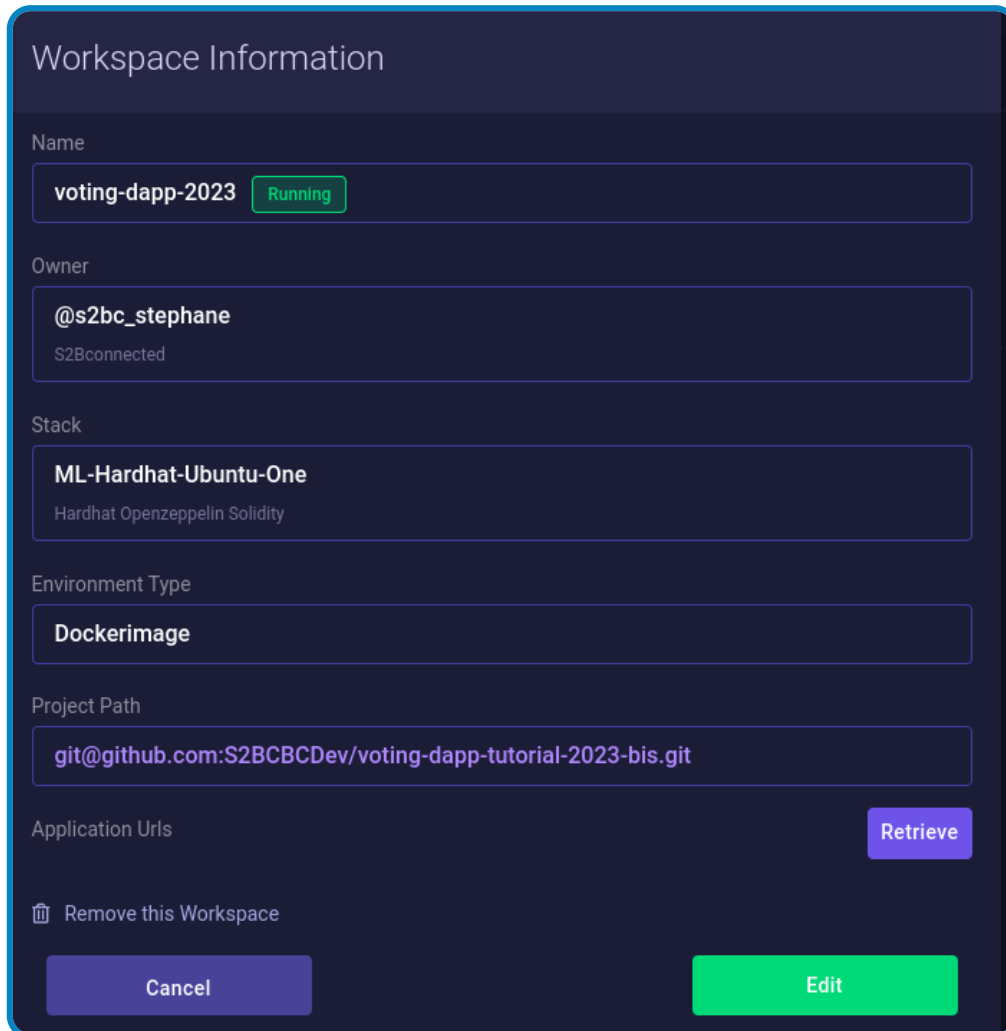 Workspace Information
Name
voting-dapp-2023 Running
Owner
@s2bc_stephane
S2Bconnected
Stack
ML-Hardhat-Ubuntu-One
Hardhat Openzeppelin Solidity
Environment Type
Dockerimage
Project Path
git@github.com:S2BCBCDev/voting-dapp-tutorial-2023-bis.git
Application Urls
Retrieve
Remove this Workspace
Cancel
Edit